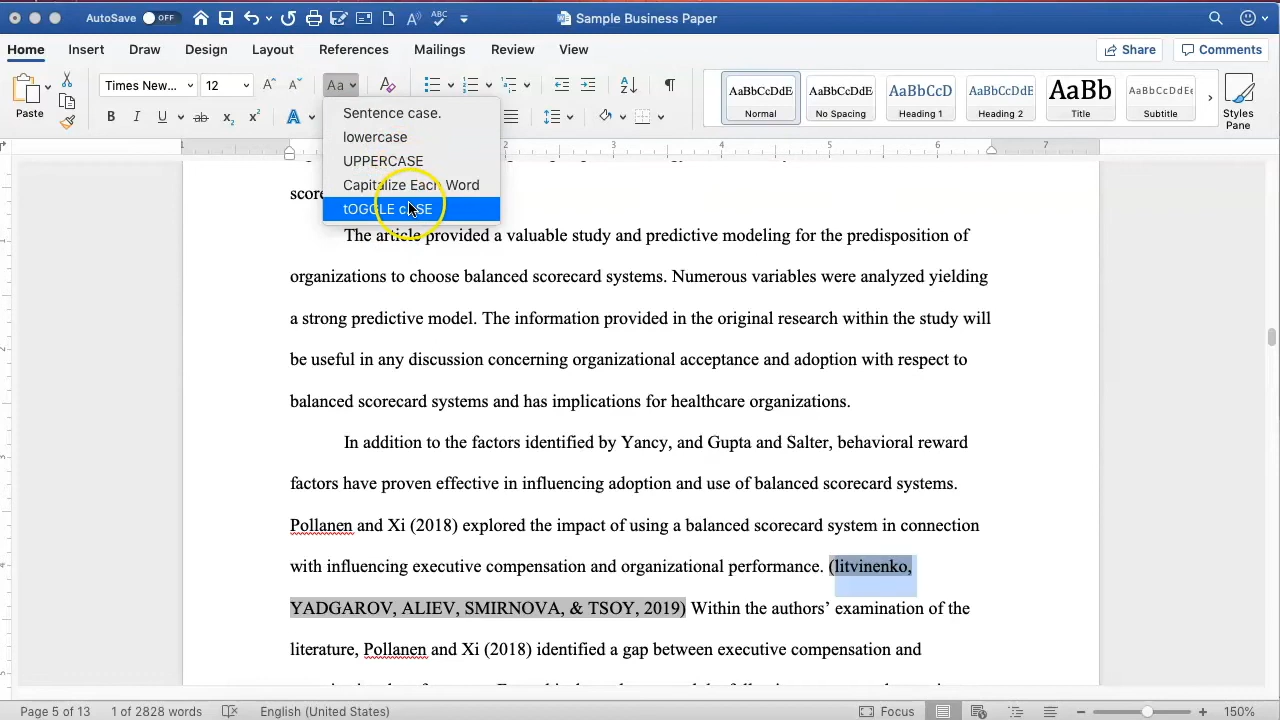 AutoSave OFF
Sample Business Paper
Home Insert Draw Design Layout References Mailings Review View Share Comments
Paste Times New... 12 Aa
AaBbCcDdE AaBbCcDdE AaBbCcD AaBbCcDdE AaBb AaBbCcDdE
Normal No Spacing Heading 1 Heading 2 Title Subtitle Styles Pane
Sentence case.
lowercase
UPPERCASE
Capitalize Each Word
tOGGLE cASE
The article provided a valuable study and predictive modeling for the predisposition of
organizations to choose balanced scorecard systems. Numerous variables were analyzed yielding
a strong predictive model. The information provided in the original research within the study will
be useful in any discussion concerning organizational acceptance and adoption with respect to
balanced scorecard systems and has implications for healthcare organizations.
In addition to the factors identified by Yancy, and Gupta and Salter, behavioral reward
factors have proven effective in influencing adoption and use of balanced scorecard systems.
Pollanen and Xi (2018) explored the impact of using a balanced scorecard system in connection
with influencing executive compensation and organizational performance. (litvinenko,
YADGAROV, ALIEV, SMIRNOVA, & TSOY, 2019) Within the authors’ examination of the
literature, Pollanen and Xi (2018) identified a gap between executive compensation and
Page 5 of 13 1 of 2828 words English (United States) Focus 150%